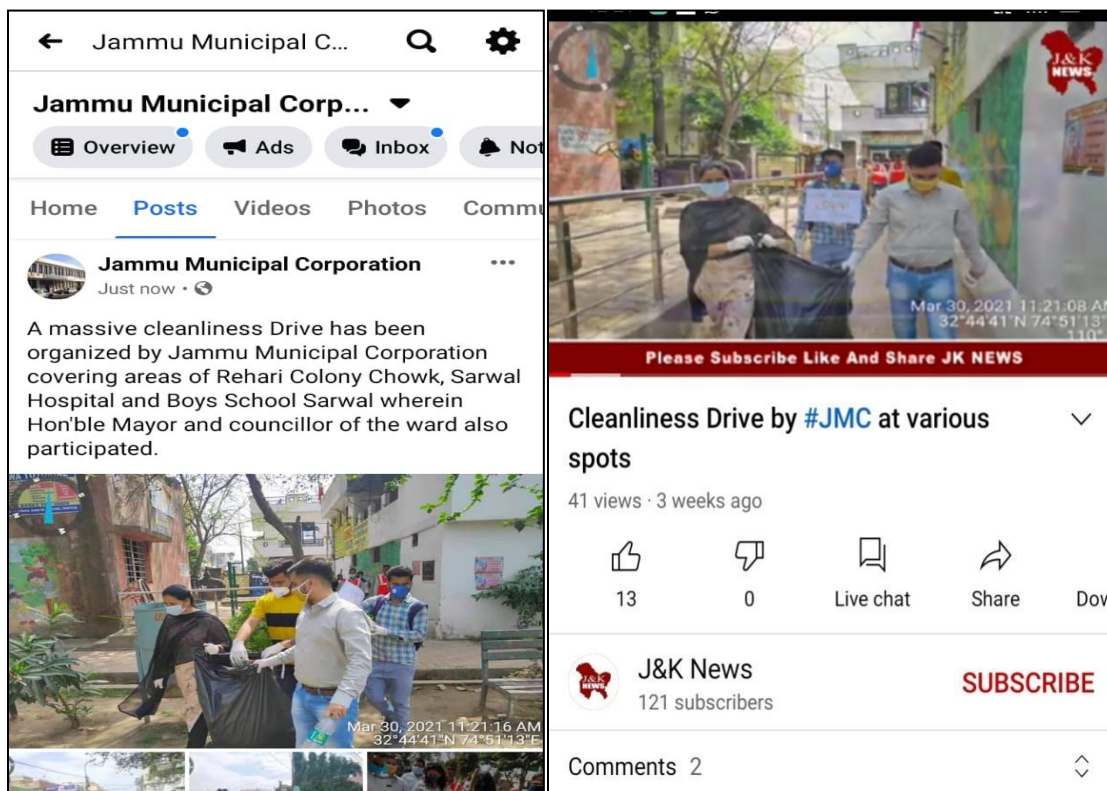 Jammu Municipal C...
Jammu Municipal Corp...
Overview
Ads
Inbox
Not
Home
Posts
Videos
Photos
Commu
Jammu Municipal Corporation
Just now
A massive cleanliness Drive has been
organized by Jammu Municipal Corporation
covering areas of Rehari Colony Chowk, Sarwal
Hospital and Boys School Sarwal wherein
Hon'ble Mayor and councillor of the ward also
participated.
Mar 30, 2021 11:21:16 AM
32°44'41"N 74°51'13"E
J&K
NEWS
Mar 30, 2021 11:21:08 AM
32°44'41"N 74°51'13"
110°
Please Subscribe Like And Share JK NEWS
Cleanliness Drive by #JMC at various
spots
41 views · 3 weeks ago
13
0
Live chat
Share
Dow
J&K
NEWS
J&K News
121 subscribers
SUBSCRIBE
Comments 2